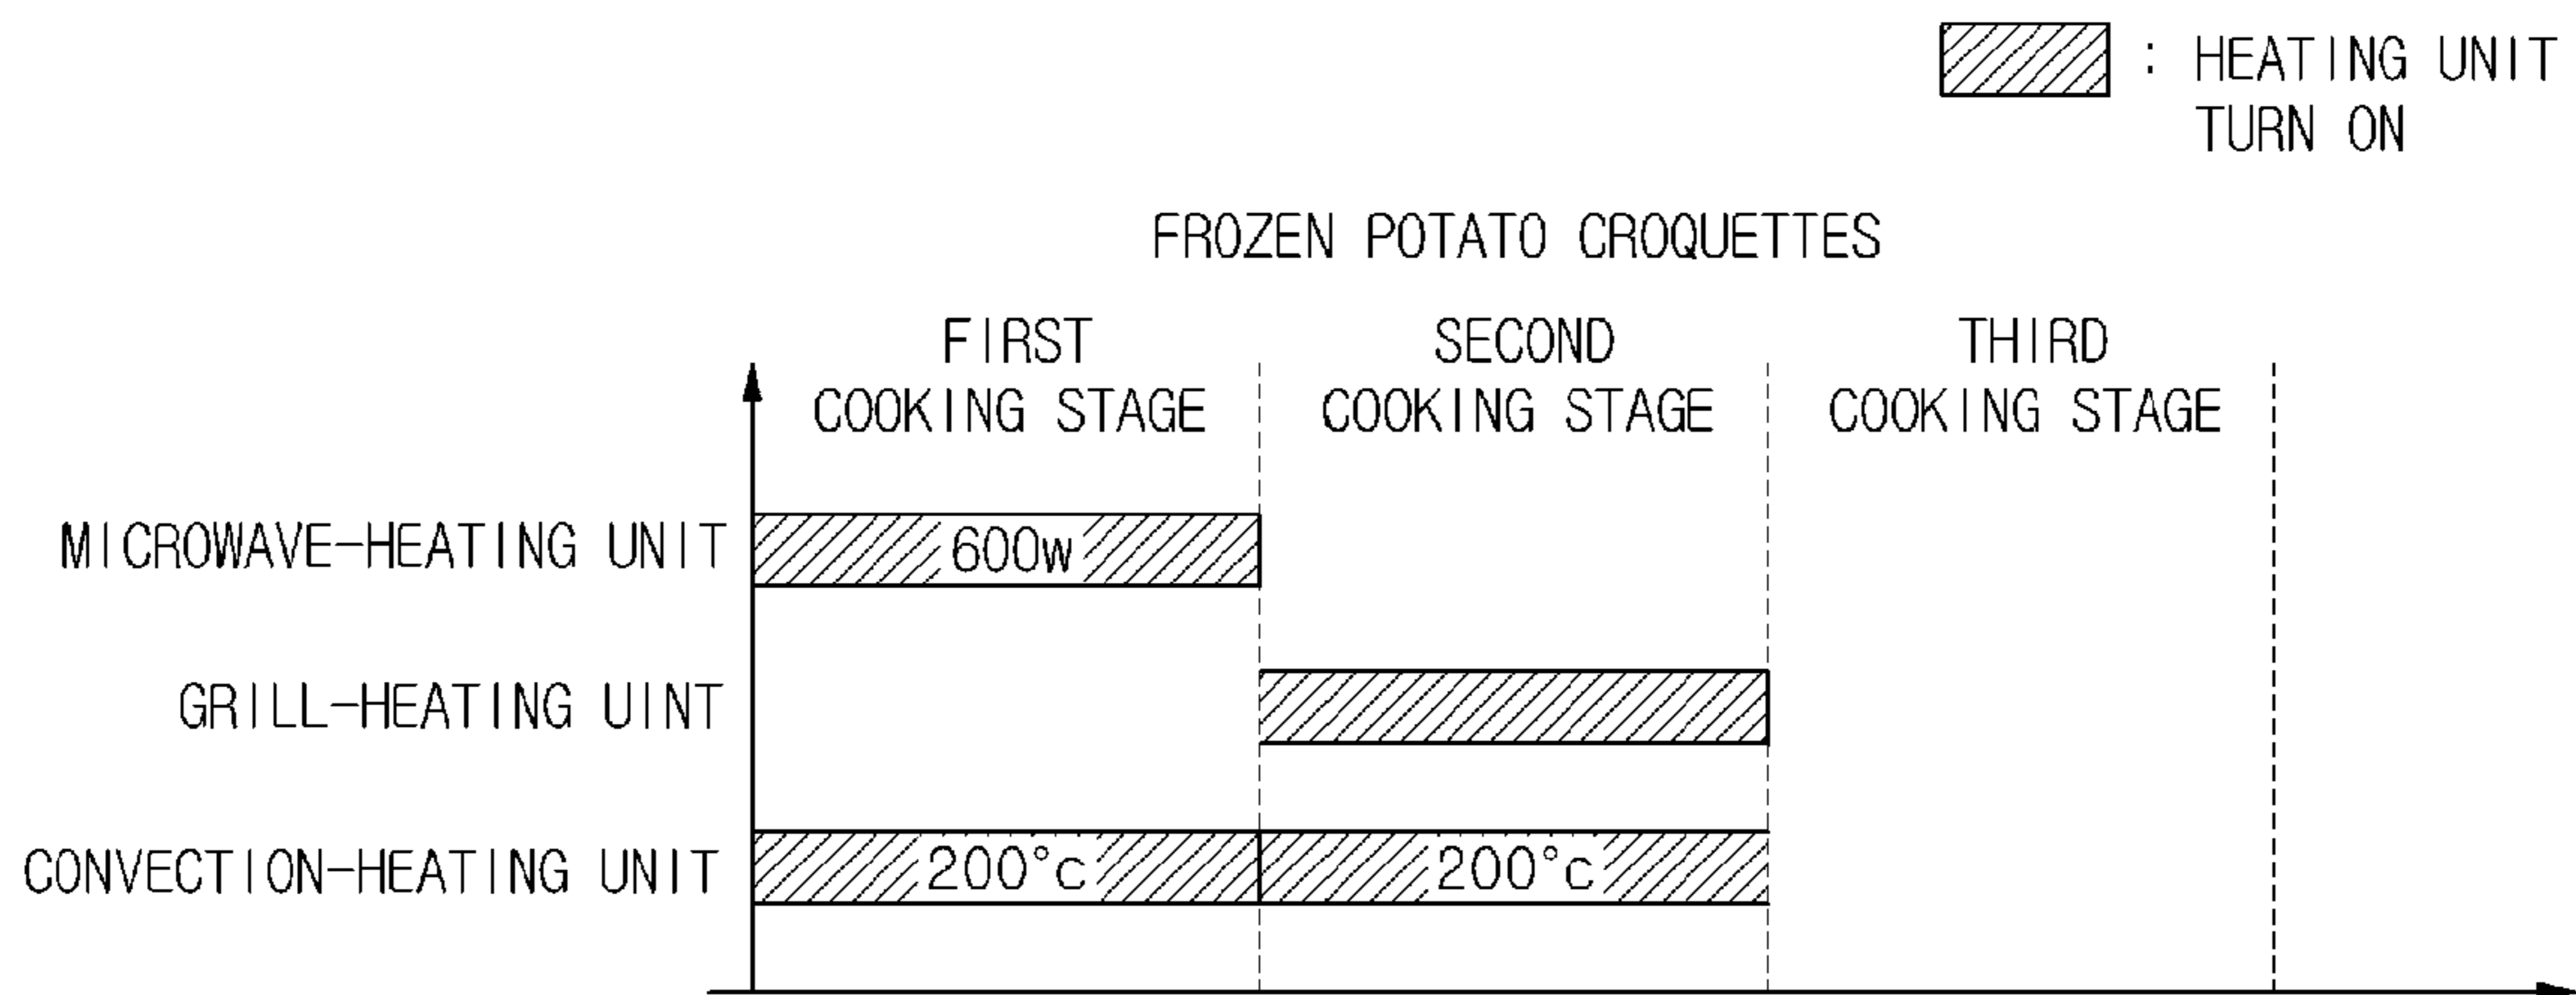 : HEATING UNIT
TURN ON
FROZEN POTATO CROQUETTES
FIRST
COOKING STAGE
SECOND
COOKING STAGE
THIRD
COOKING STAGE
MICROWAVE-HEATING UNIT
600w
GRILL-HEATING UINT
CONVECTION-HEATING UNIT
200°c
200°c